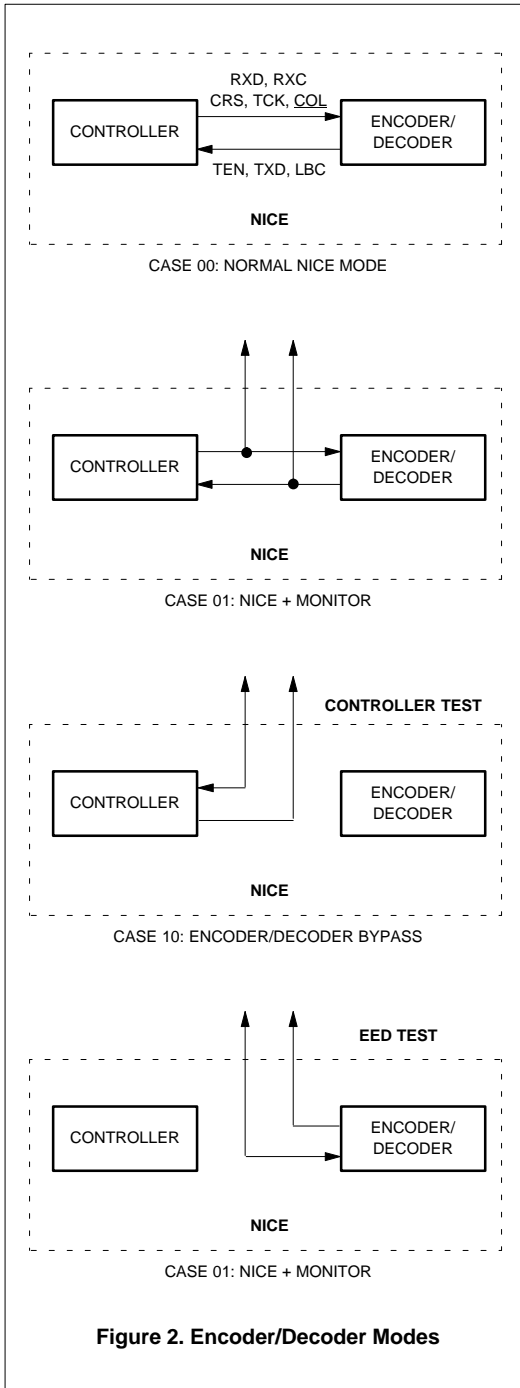 RXD, RXC
CRS, TCK, COL
CONTROLLER
ENCODER/
DECODER
TEN, TXD, LBC
NICE
CASE 00: NORMAL NICE MODE
CONTROLLER
ENCODER/
DECODER
NICE
CASE 01: NICE + MONITOR
CONTROLLER TEST
CONTROLLER
ENCODER/
DECODER
NICE
CASE 10: ENCODER/DECODER BYPASS
EED TEST
CONTROLLER
ENCODER/
DECODER
NICE
CASE 01: NICE + MONITOR
Figure 2. Encoder/Decoder Modes